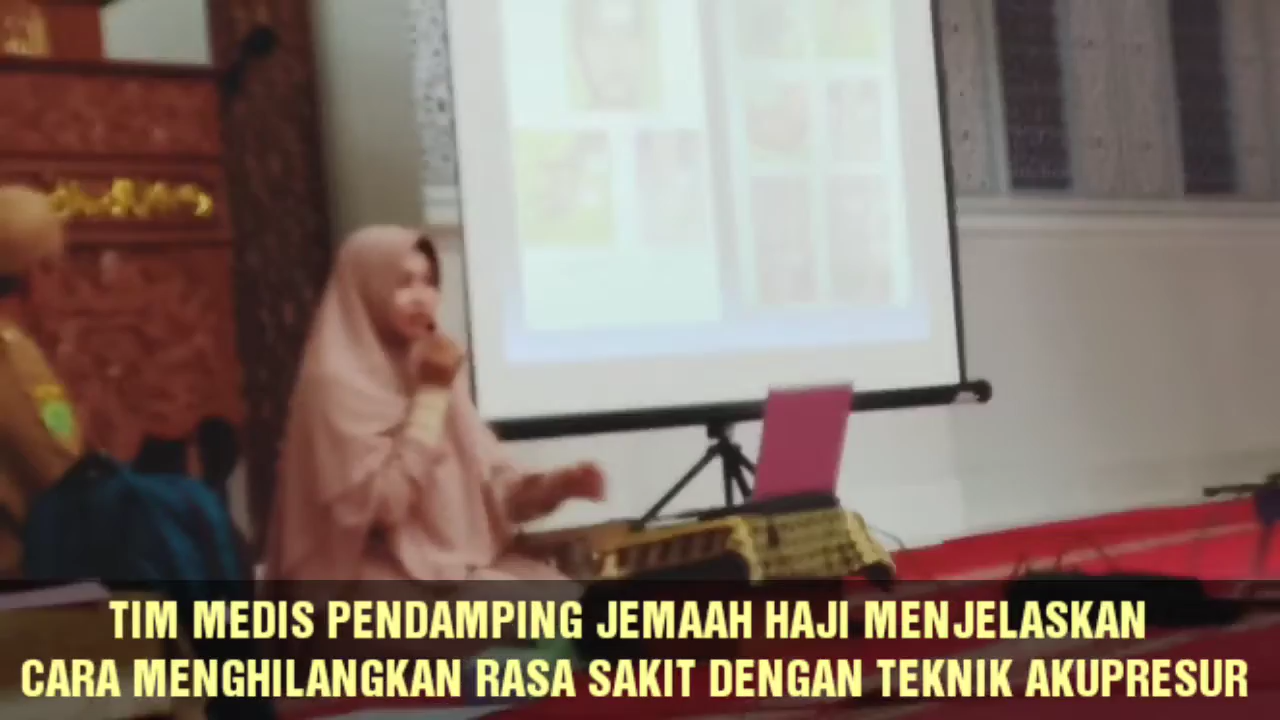 TIM MEDIS PENDAMPING JEMAAH HAJI MENJELASKAN
CARA MENGHILANGKAN RASA SAKIT DENGAN TEKNIK AKUPRESUR